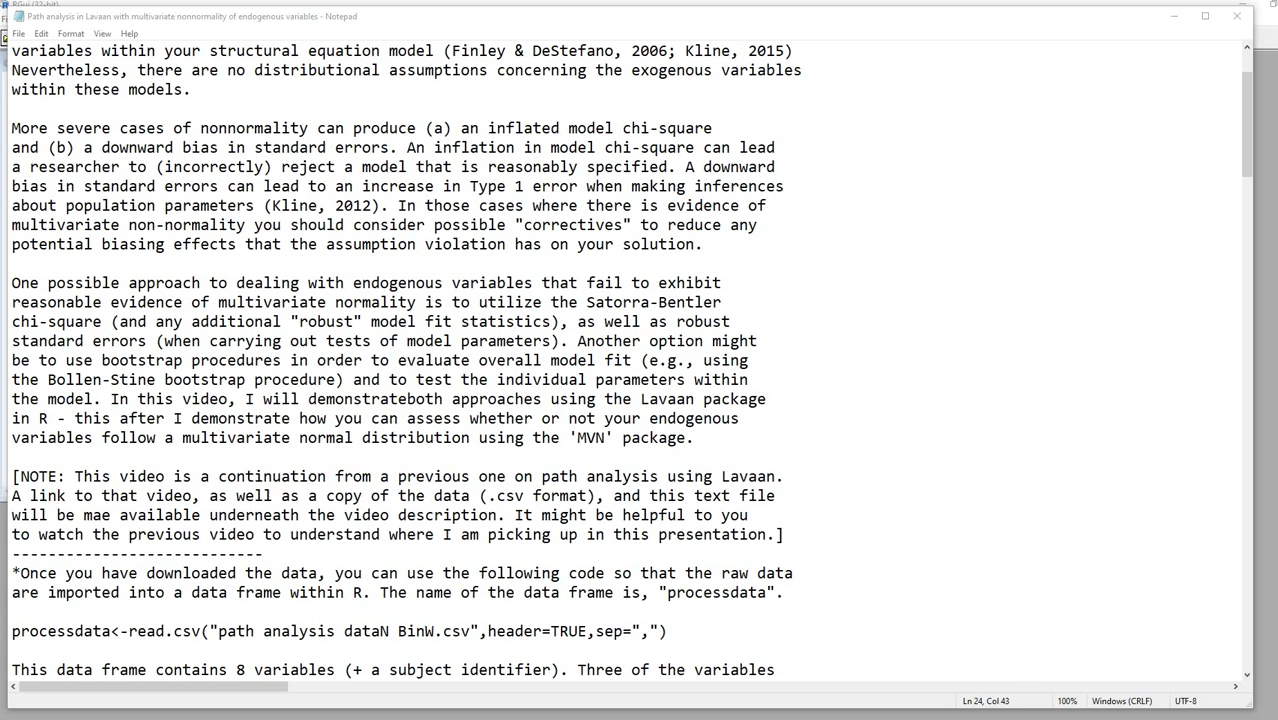 RGui (32-bit)
Path analysis in Lavaan with multivariate nonnormality of endogenous variables - Notepad
File Edit Format View Help
variables within your structural equation model (Finley & DeStefano, 2006; Kline, 2015)
Nevertheless, there are no distributional assumptions concerning the exogenous variables
within these models.
More severe cases of nonnormality can produce (a) an inflated model chi-square
and (b) a downward bias in standard errors. An inflation in model chi-square can lead
a researcher to (incorrectly) reject a model that is reasonably specified. A downward
bias in standard errors can lead to an increase in Type 1 error when making inferences
about population parameters (Kline, 2012). In those cases where there is evidence of
multivariate non-normality you should consider possible "correctives" to reduce any
potential biasing effects that the assumption violation has on your solution.
One possible approach to dealing with endogenous variables that fail to exhibit
reasonable evidence of multivariate normality is to utilize the Satorra-Bentler
chi-square (and any additional "robust" model fit statistics), as well as robust
standard errors (when carrying out tests of model parameters). Another option might
be to use bootstrap procedures in order to evaluate overall model fit (e.g., using
the Bollen-Stine bootstrap procedure) and to test the individual parameters within
the model. In this video, I will demonstrateboth approaches using the Lavaan package
in R - this after I demonstrate how you can assess whether or not your endogenous
variables follow a multivariate normal distribution using the 'MVN' package.
[NOTE: This video is a continuation from a previous one on path analysis using Lavaan.
A link to that video, as well as a copy of the data (.csv format), and this text file
will be mae available underneath the video description. It might be helpful to you
to watch the previous video to understand where I am picking up in this presentation.]
----------------------------
*Once you have downloaded the data, you can use the following code so that the raw data
are imported into a data frame within R. The name of the data frame is, "processdata".
processdata<-read.csv("path analysis dataN BinW.csv",header=TRUE,sep=",")
This data frame contains 8 variables (+ a subject identifier). Three of the variables
Ln 24, Col 43 100% Windows (CRLF) UTF-8